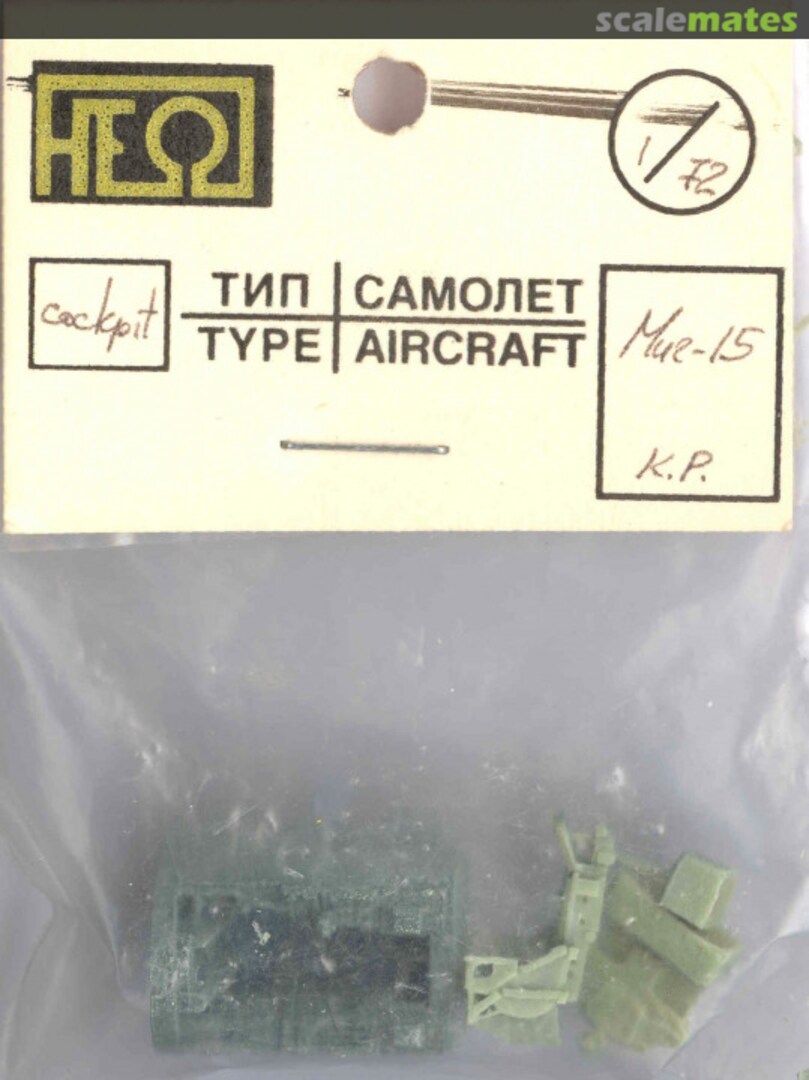 scalemates
НЕΩ
1/72
cockpit
ТИП САМОЛЕТ
TYPE AIRCRAFT
Миг-15
K.P.